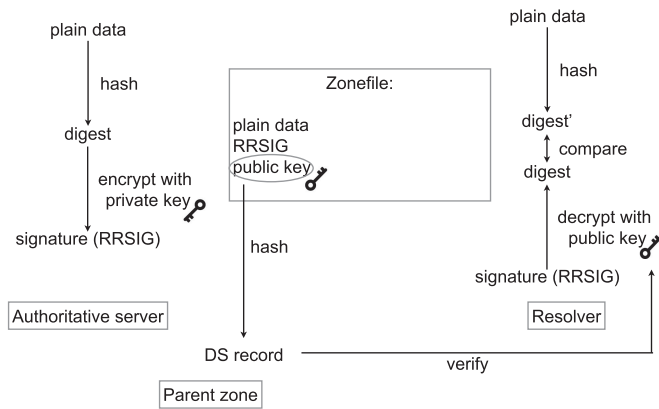 plain data
hash
digest
encrypt with
private key
signature (RRSIG)
Authoritative server
Zonefile:
plain data
RRSIG
public key
hash
DS record
Parent zone
verify
plain data
hash
digest'
compare
digest
decrypt with
public key
signature (RRSIG)
Resolver